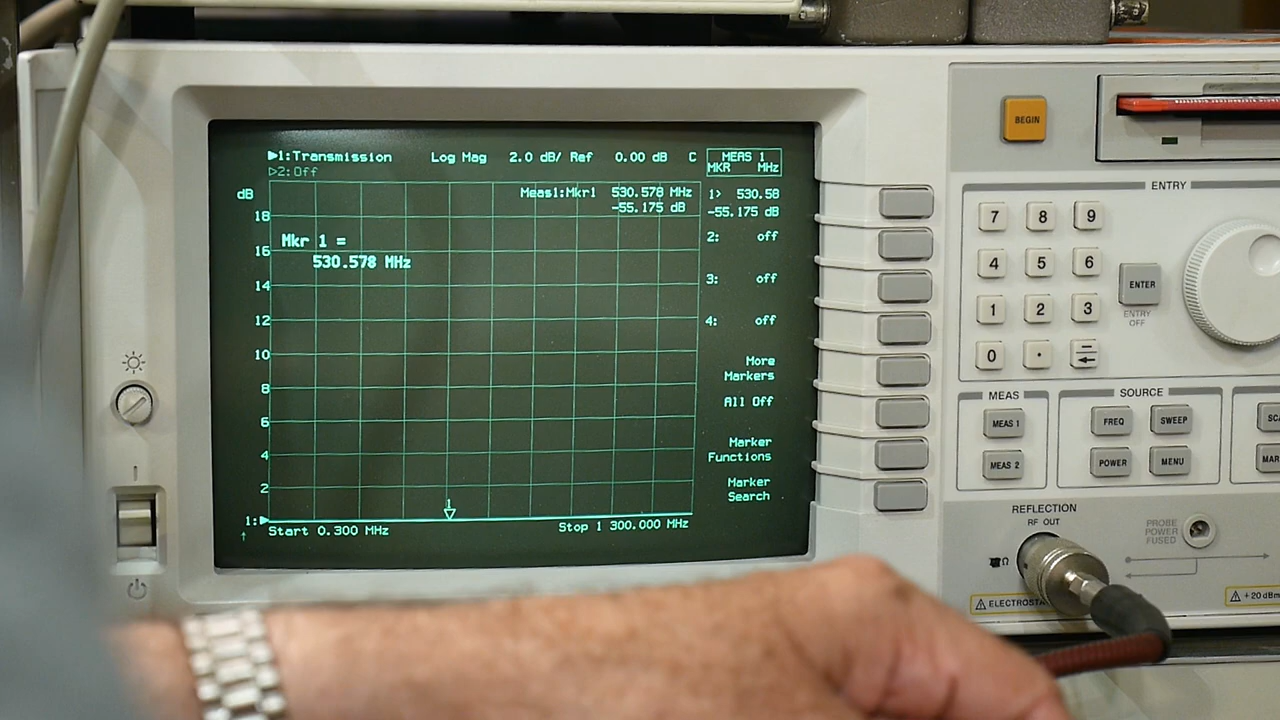 ▶1:Transmission Log Mag 2.0 dB/ Ref 0.00 dB C
▷2:Off
MEAS 1
MKR MHz
dB
Meas1:Mkr1 530.578 MHz
-55.175 dB
1> 530.58
-55.175 dB
18
Mkr 1 =
530.578 MHz
2: off
16
14
3: off
12
4: off
10
8
More
Markers
6
All Off
4
Marker
Functions
2
Marker
Search
1
1:▶
Start 0.300 MHz
Stop 1 300.000 MHz
BEGIN
ENTRY
7 8 9
4 5 6
1 2 3
0 .
ENTER
ENTRY
OFF
MEAS
MEAS 1
MEAS 2
SOURCE
FREQ SWEEP
POWER MENU
REFLECTION
RF OUT
PROBE
POWER
FUSED
Ω
+20 dBm